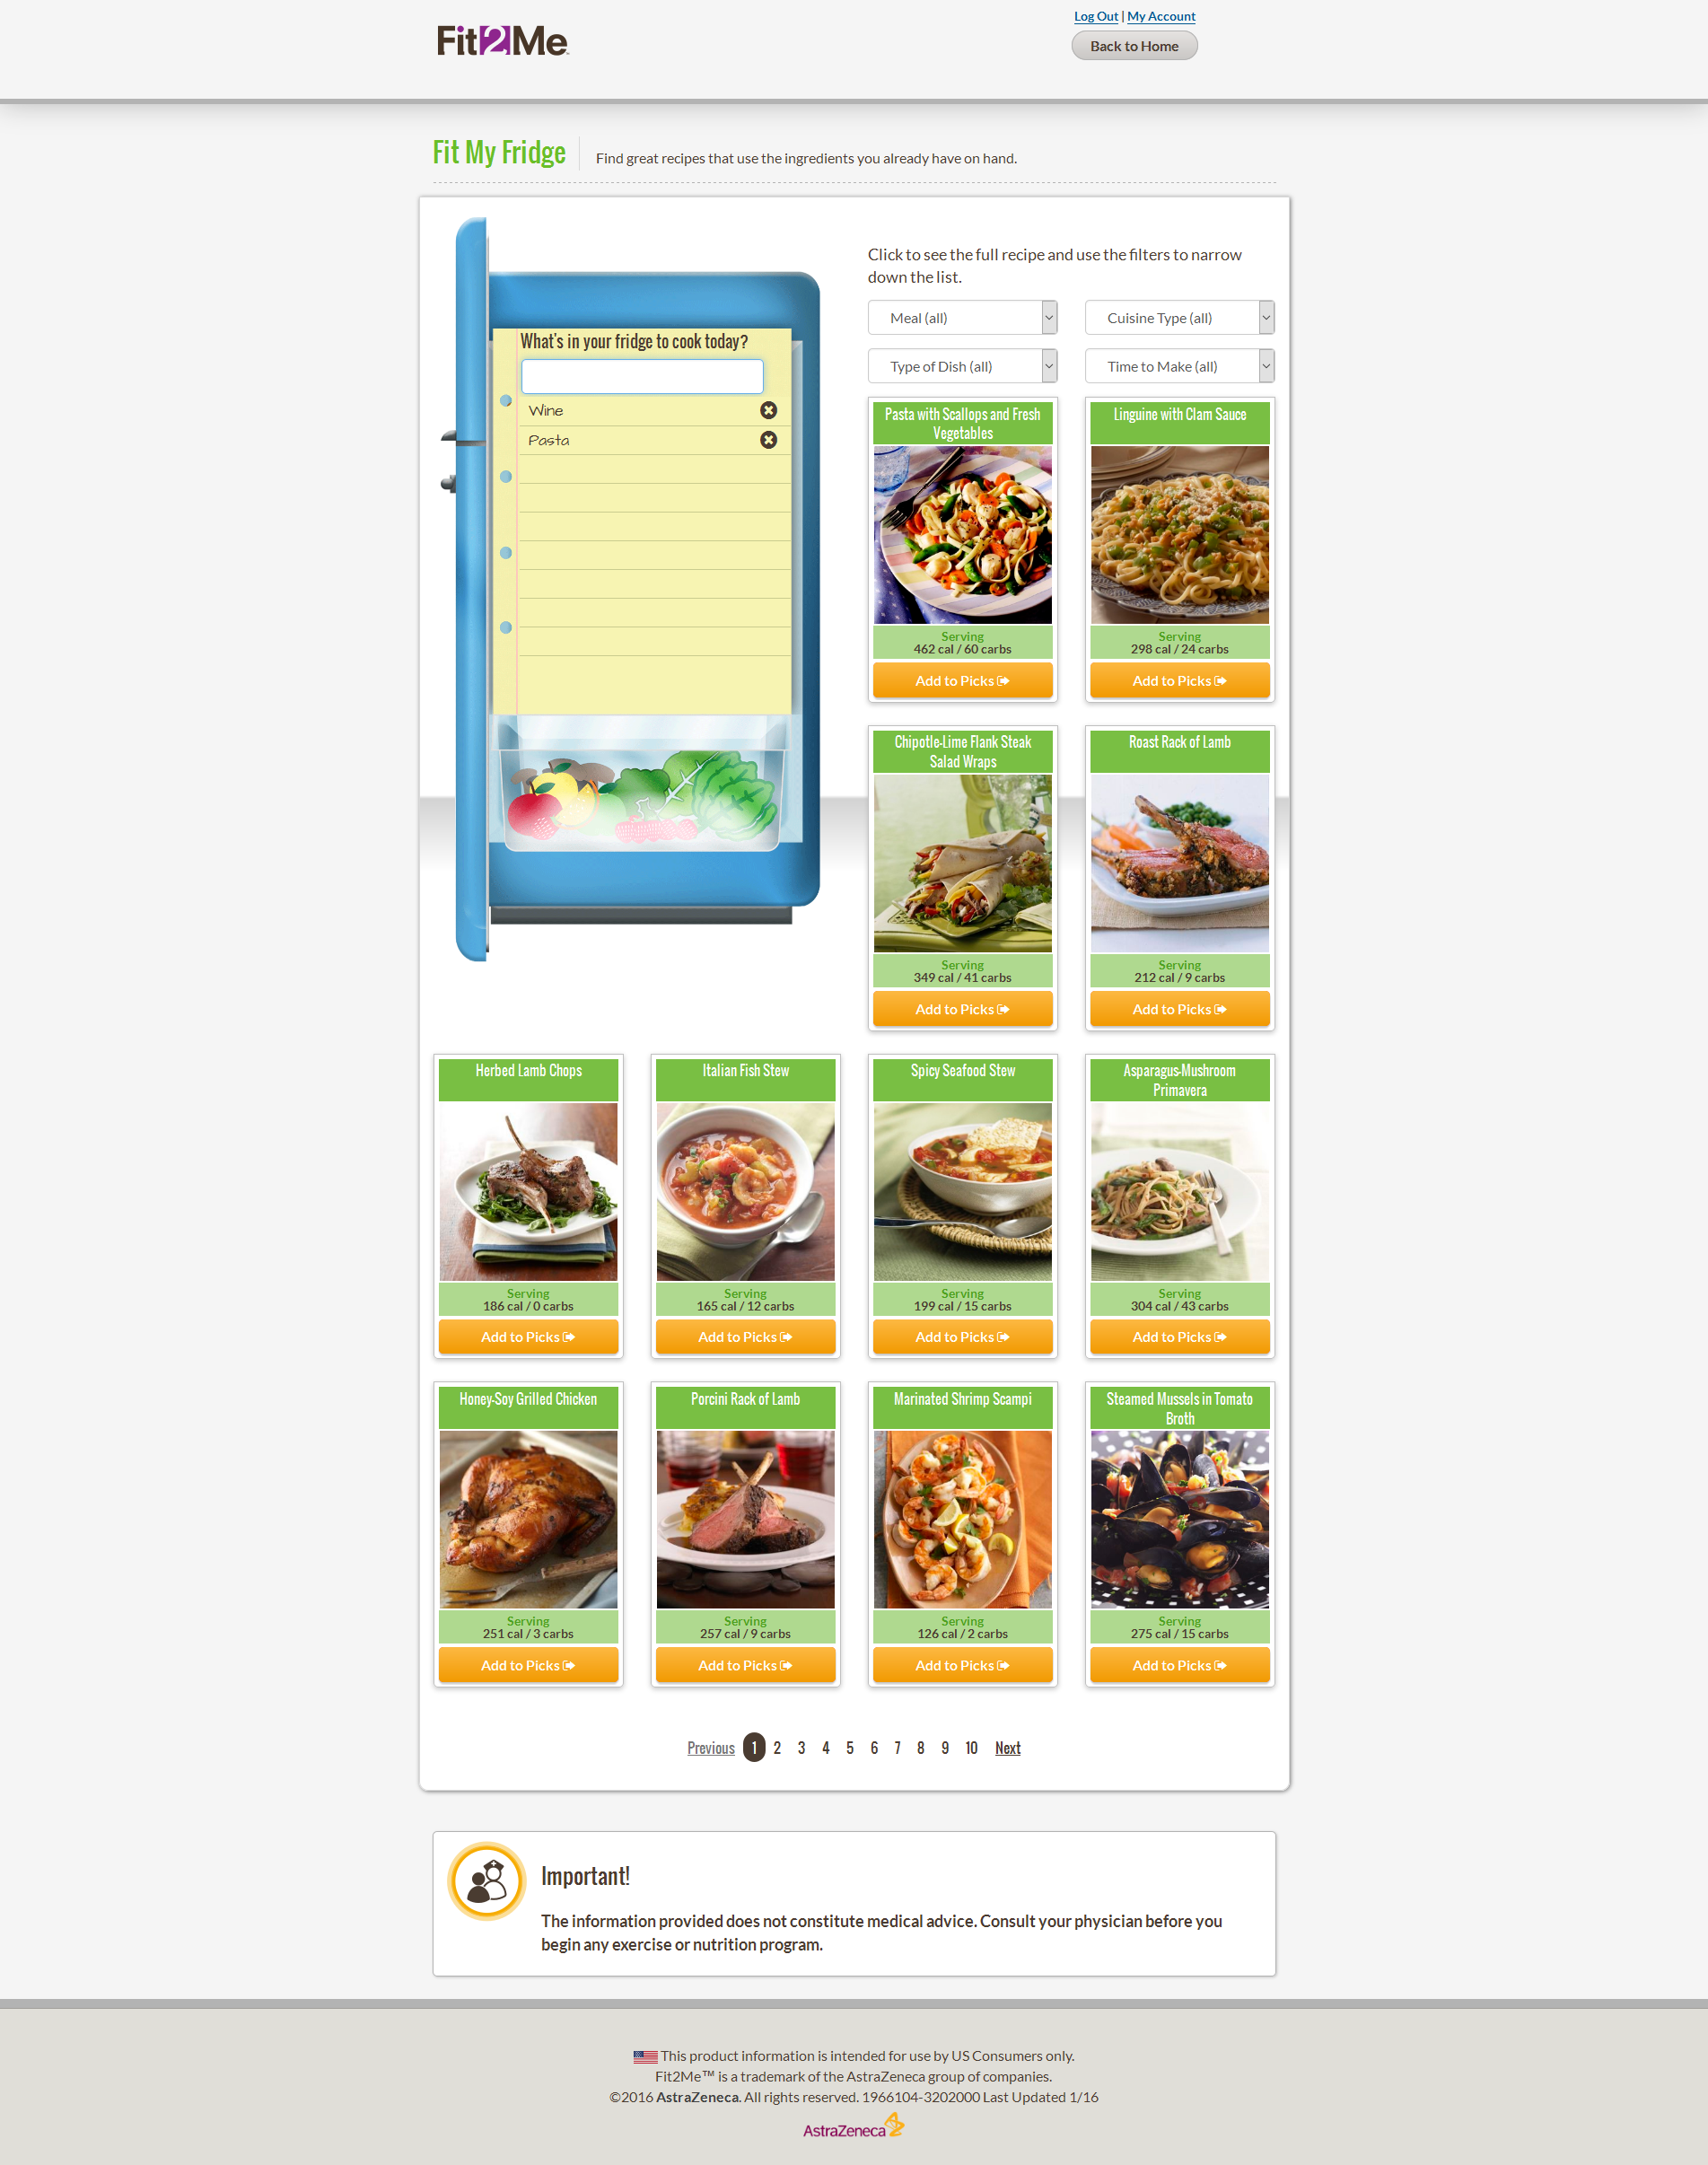 Log Out | My Account
Fit2Me
Back to Home
Fit My Fridge
Find great recipes that use the ingredients you already have on hand.
Click to see the full recipe and use the filters to narrow
down the list.
Meal (all)
Cuisine Type (all)
Type of Dish (all)
Time to Make (all)
What's in your fridge to cook today?
Wine
Pasta
Pasta with Scallops and Fresh
Vegetables
Serving
462 cal / 60 carbs
Add to Picks
Linguine with Clam Sauce
Serving
298 cal / 24 carbs
Add to Picks
Chipotle-Lime Flank Steak
Salad Wraps
Serving
349 cal / 41 carbs
Add to Picks
Roast Rack of Lamb
Serving
212 cal / 9 carbs
Add to Picks
Herbed Lamb Chops
Serving
186 cal / 0 carbs
Add to Picks
Italian Fish Stew
Serving
165 cal / 12 carbs
Add to Picks
Spicy Seafood Stew
Serving
199 cal / 15 carbs
Add to Picks
Asparagus-Mushroom
Primavera
Serving
304 cal / 43 carbs
Add to Picks
Honey-Soy Grilled Chicken
Serving
251 cal / 3 carbs
Add to Picks
Porcini Rack of Lamb
Serving
257 cal / 9 carbs
Add to Picks
Marinated Shrimp Scampi
Serving
126 cal / 2 carbs
Add to Picks
Steamed Mussels in Tomato
Broth
Serving
275 cal / 15 carbs
Add to Picks
Previous 1 2 3 4 5 6 7 8 9 10 Next
Important!
The information provided does not constitute medical advice. Consult your physician before you
begin any exercise or nutrition program.
This product information is intended for use by US Consumers only.
Fit2Me™ is a trademark of the AstraZeneca group of companies.
©2016 AstraZeneca. All rights reserved. 1966104-3202000 Last Updated 1/16
AstraZeneca